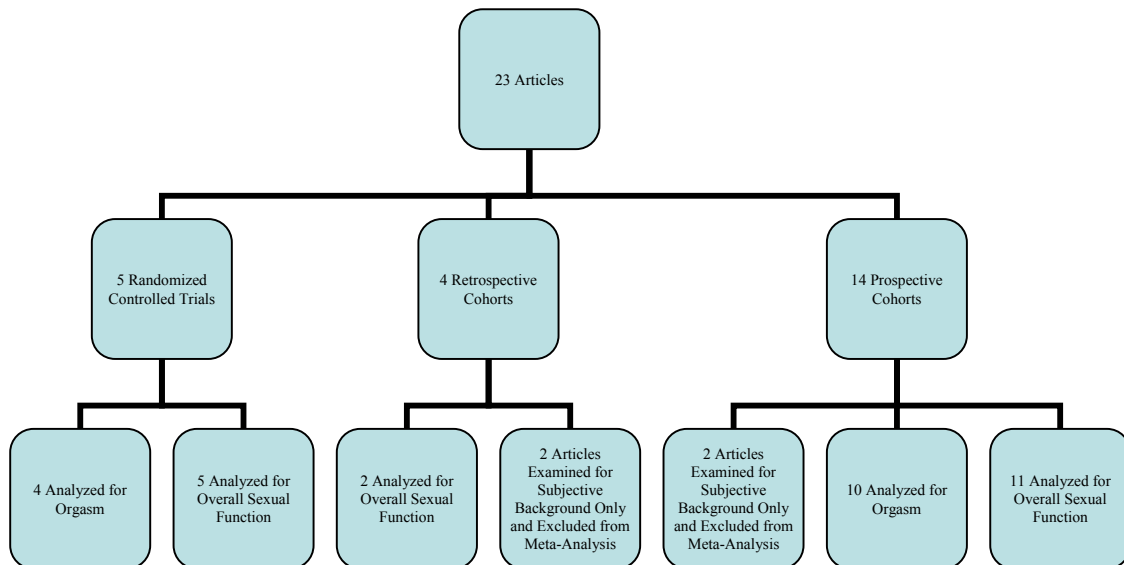 23 Articles
5 Randomized
Controlled Trials
4 Retrospective
Cohorts
14 Prospective
Cohorts
4 Analyzed for
Orgasm
5 Analyzed for
Overall Sexual
Function
2 Analyzed for
Overall Sexual
Function
2 Articles
Examined for
Subjective
Background Only
and Excluded from
Meta-Analysis
2 Articles
Examined for
Subjective
Background Only
and Excluded from
Meta-Analysis
10 Analyzed for
Orgasm
11 Analyzed for
Overall Sexual
Function